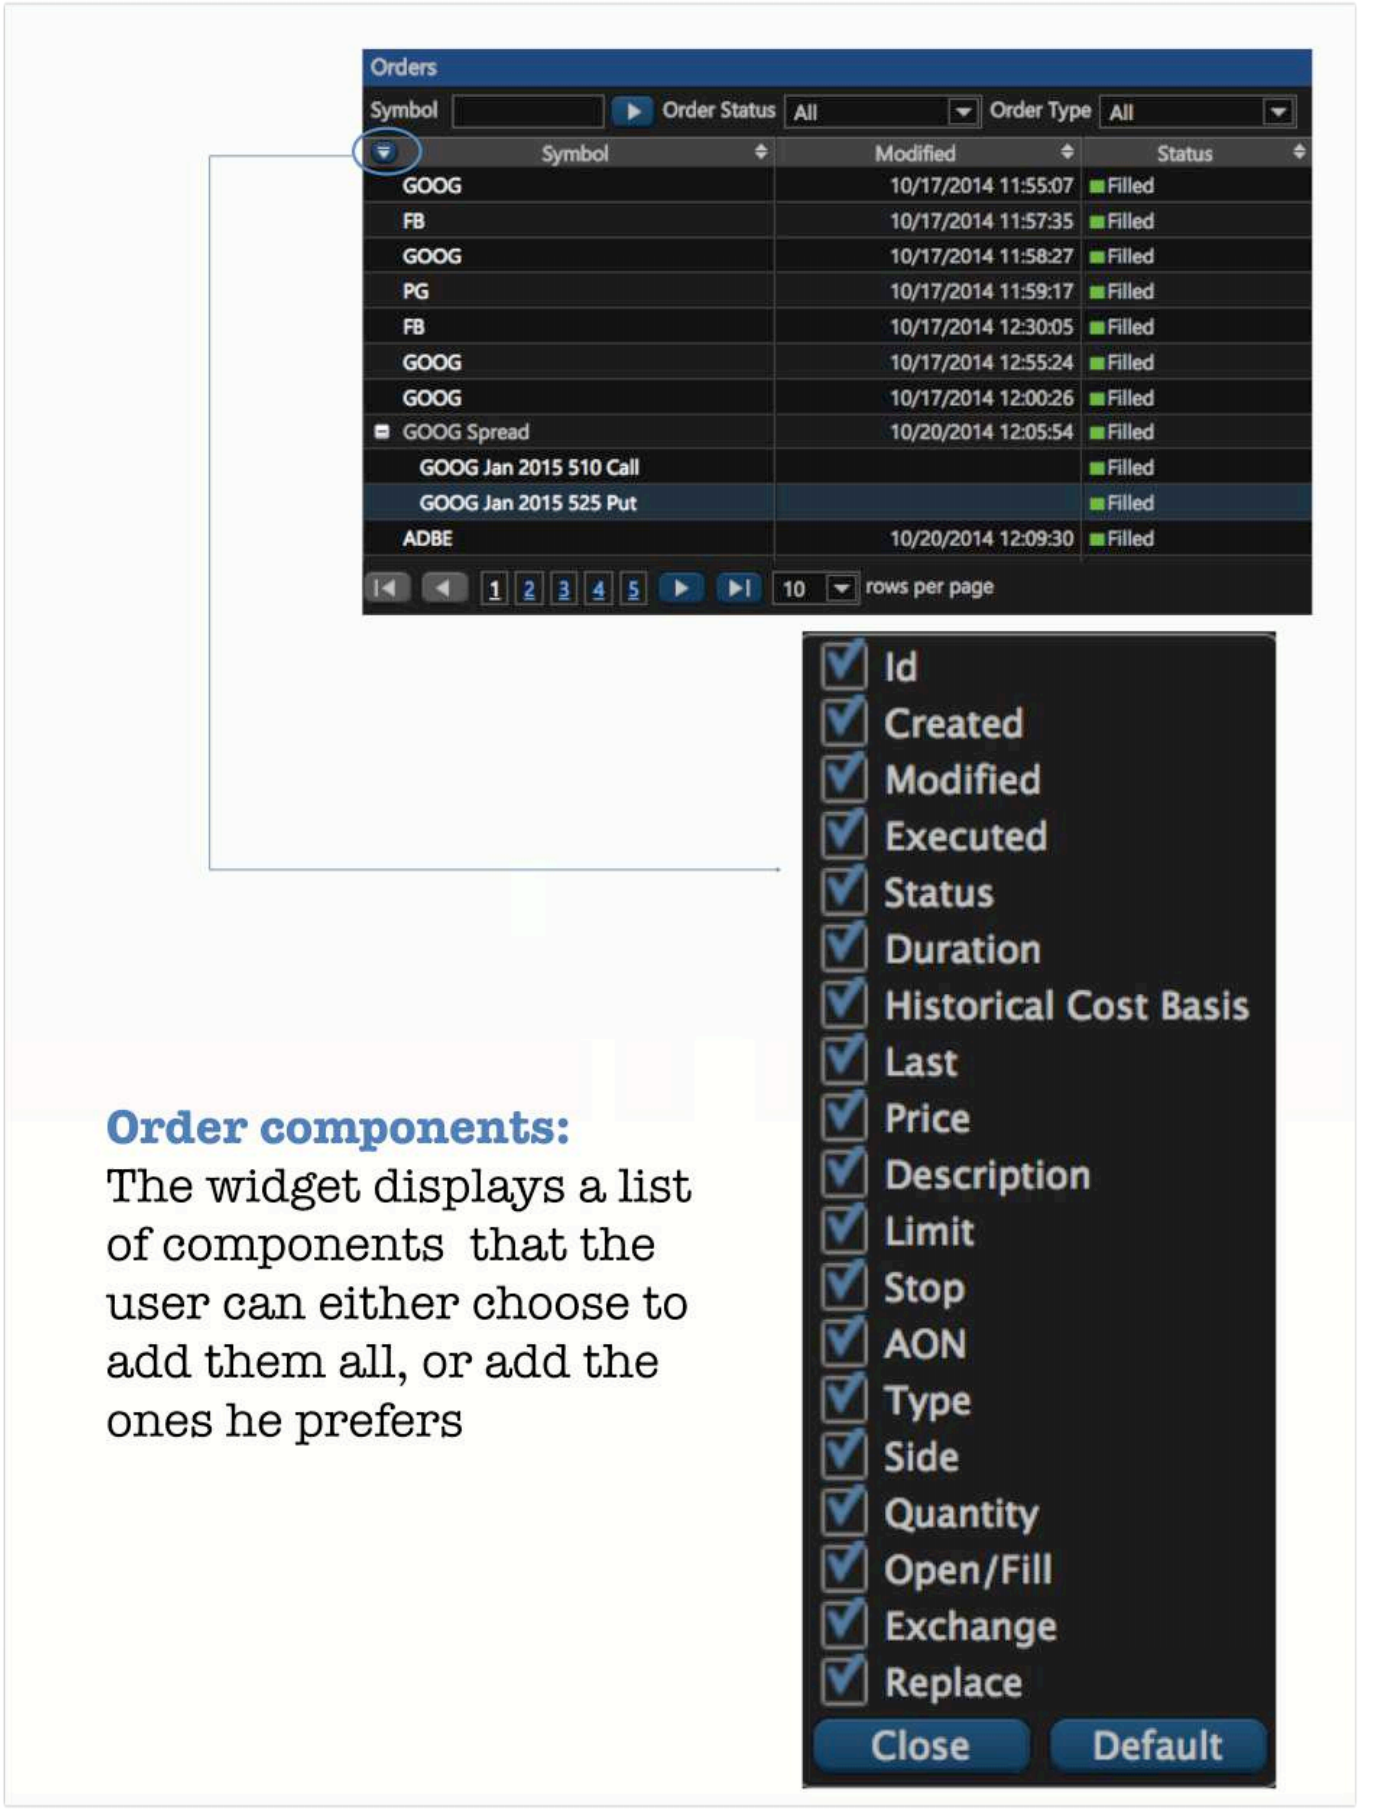 Orders
Symbol Order Status All Order Type All
Symbol Modified Status
GOOG 10/17/2014 11:55:07 Filled
FB 10/17/2014 11:57:35 Filled
GOOG 10/17/2014 11:58:27 Filled
PG 10/17/2014 11:59:17 Filled
FB 10/17/2014 12:30:05 Filled
GOOG 10/17/2014 12:55:24 Filled
GOOG 10/17/2014 12:00:26 Filled
GOOG Spread 10/20/2014 12:05:54 Filled
GOOG Jan 2015 510 Call Filled
GOOG Jan 2015 525 Put Filled
ADBE 10/20/2014 12:09:30 Filled
1 2 3 4 5 10 rows per page
Id
Created
Modified
Executed
Status
Duration
Historical Cost Basis
Last
Price
Description
Limit
Stop
AON
Type
Side
Quantity
Open/Fill
Exchange
Replace
Close Default
Order components:
The widget displays a list
of components that the
user can either choose to
add them all, or add the
ones he prefers